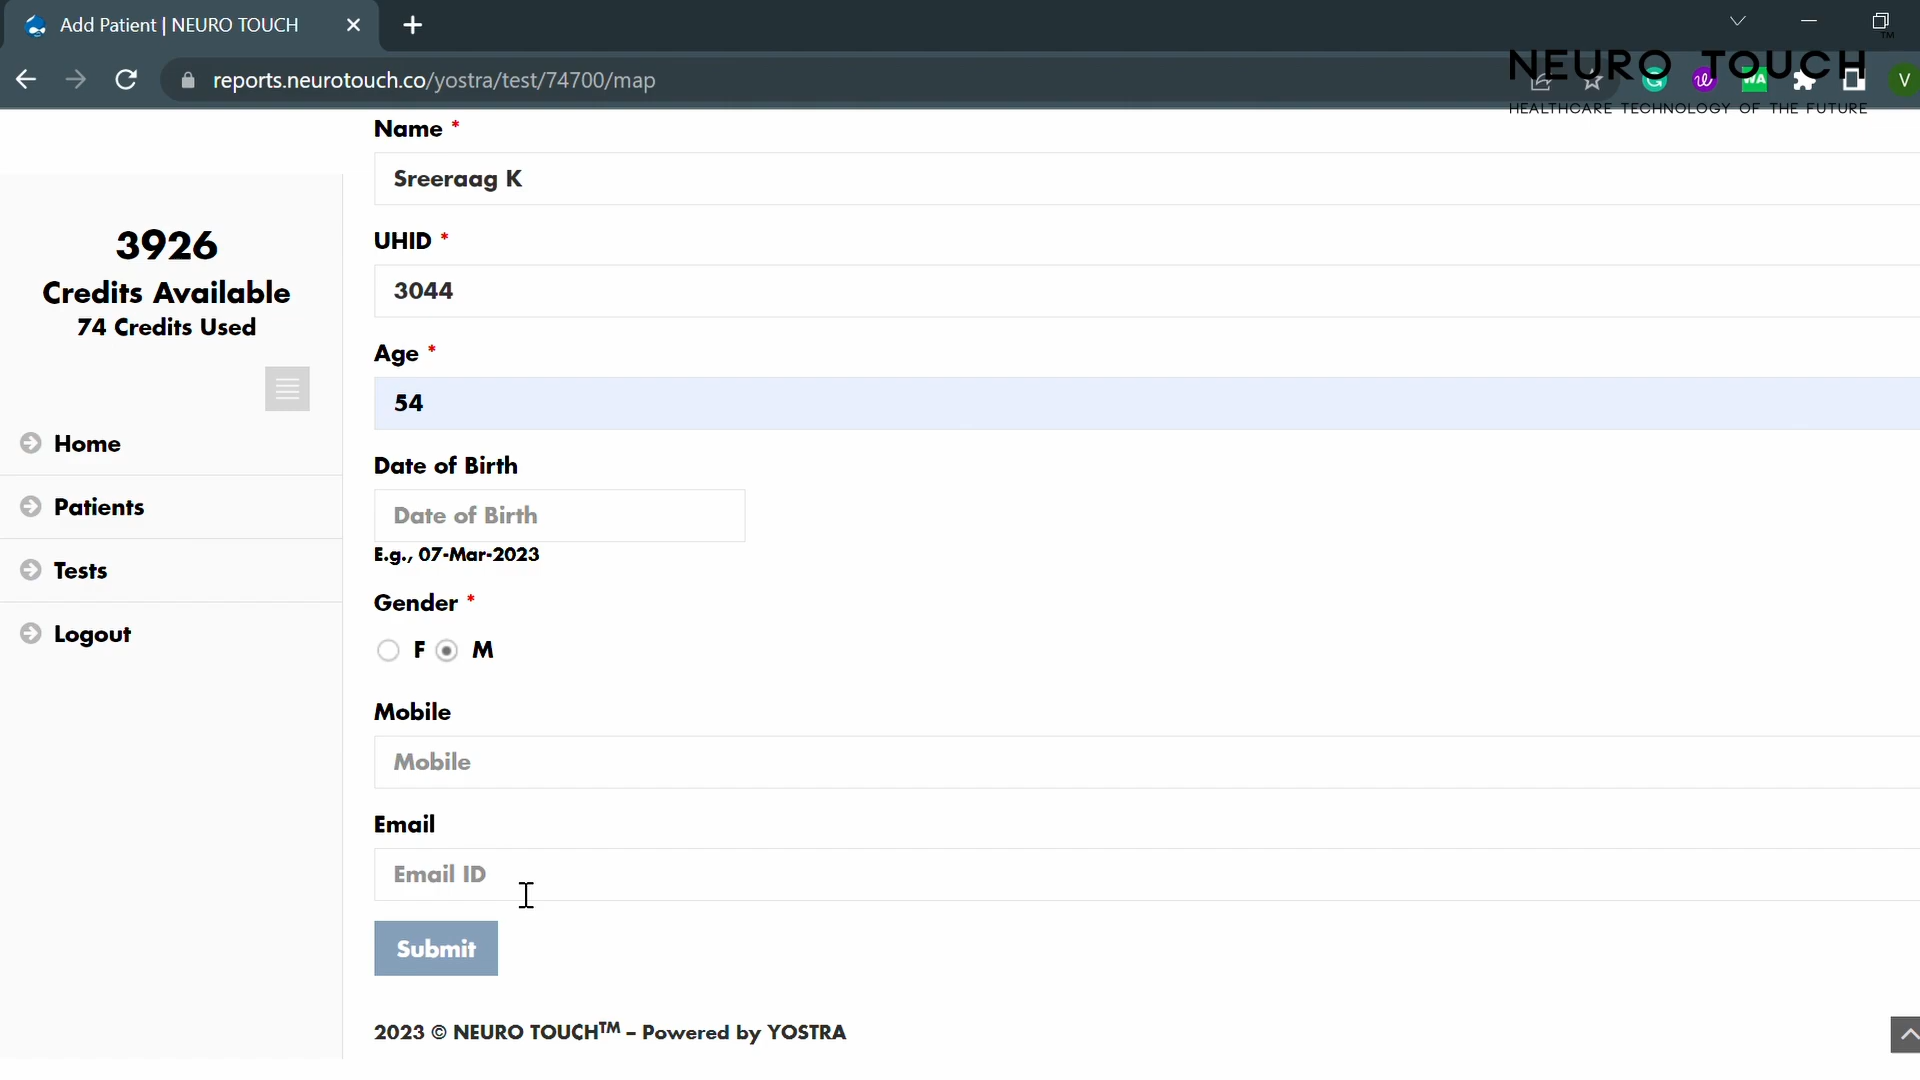 Add Patient | NEURO TOUCH
reports.neurotouch.co/yostra/test/74700/map
WA
V
NEURO TOUCH™
HEALTHCARE TECHNOLOGY OF THE FUTURE
3926
Credits Available
74 Credits Used
Home
Patients
Tests
Logout
Name *
Sreeraag K
UHID *
3044
Age *
54
Date of Birth
Date of Birth
E.g., 07-Mar-2023
Gender *
F M
Mobile
Mobile
Email
Email ID
Submit
2023 © NEURO TOUCH™ – Powered by YOSTRA